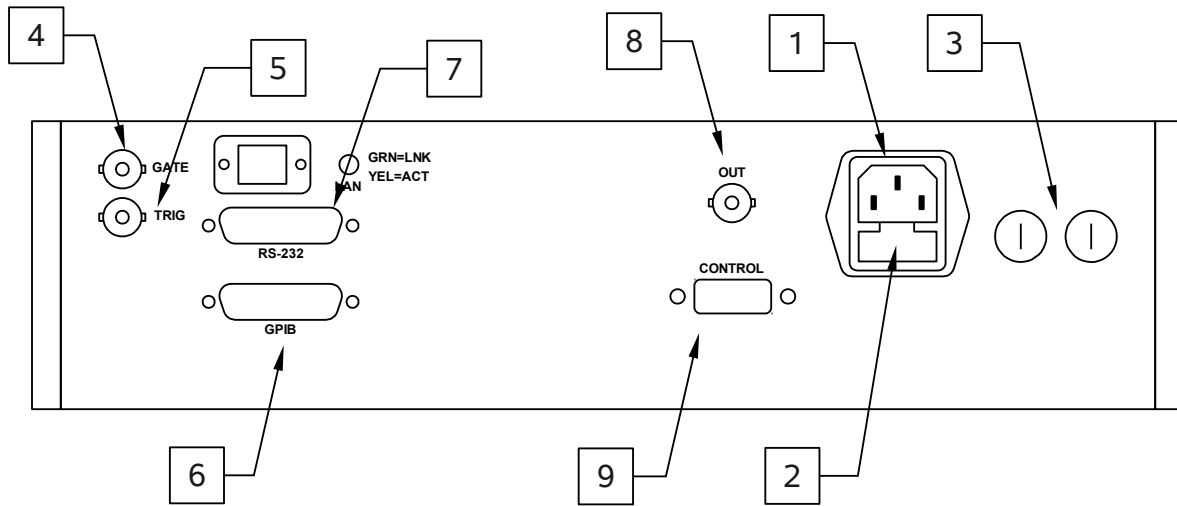 4
5
7
8
1
3
GATE
TRIG
GRN=LNK
YEL=ACT
LAN
RS-232
GPIB
OUT
CONTROL
6
9
2